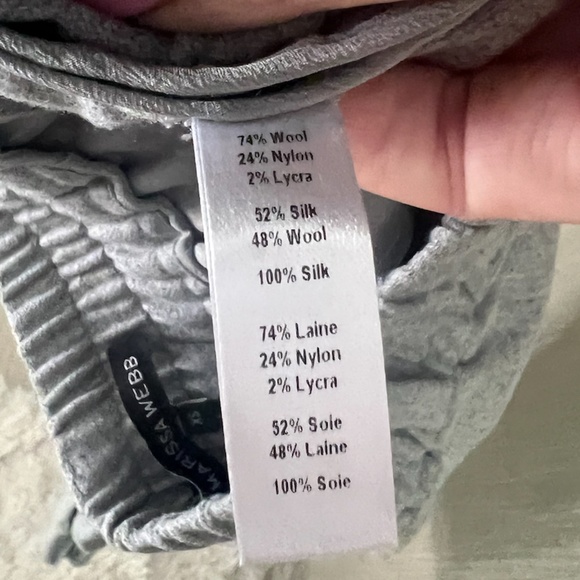 74% Wool
24% Nylon
2% Lycra
52% Silk
48% Wool
100% Silk
74% Laine
24% Nylon
2% Lycra
52% Soie
48% Laine
100% Soie
MARISSA WEBB